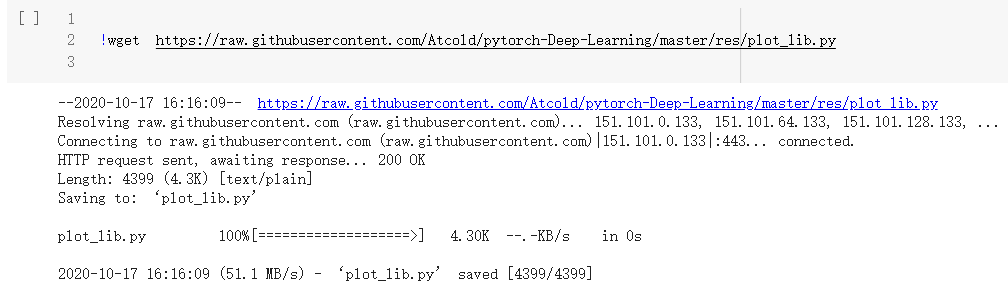 [ ] 1
2 !wget https://raw.githubusercontent.com/Atcold/pytorch-Deep-Learning/master/res/plot_lib.py
3
--2020-10-17 16:16:09-- https://raw.githubusercontent.com/Atcold/pytorch-Deep-Learning/master/res/plot_lib.py
Resolving raw.githubusercontent.com (raw.githubusercontent.com)... 151.101.0.133, 151.101.64.133, 151.101.128.133, ...
Connecting to raw.githubusercontent.com (raw.githubusercontent.com)|151.101.0.133|:443... connected.
HTTP request sent, awaiting response... 200 OK
Length: 4399 (4.3K) [text/plain]
Saving to: ‘plot_lib.py’
plot_lib.py 100%[===================>] 4.30K --.-KB/s in 0s
2020-10-17 16:16:09 (51.1 MB/s) - ‘plot_lib.py’ saved [4399/4399]